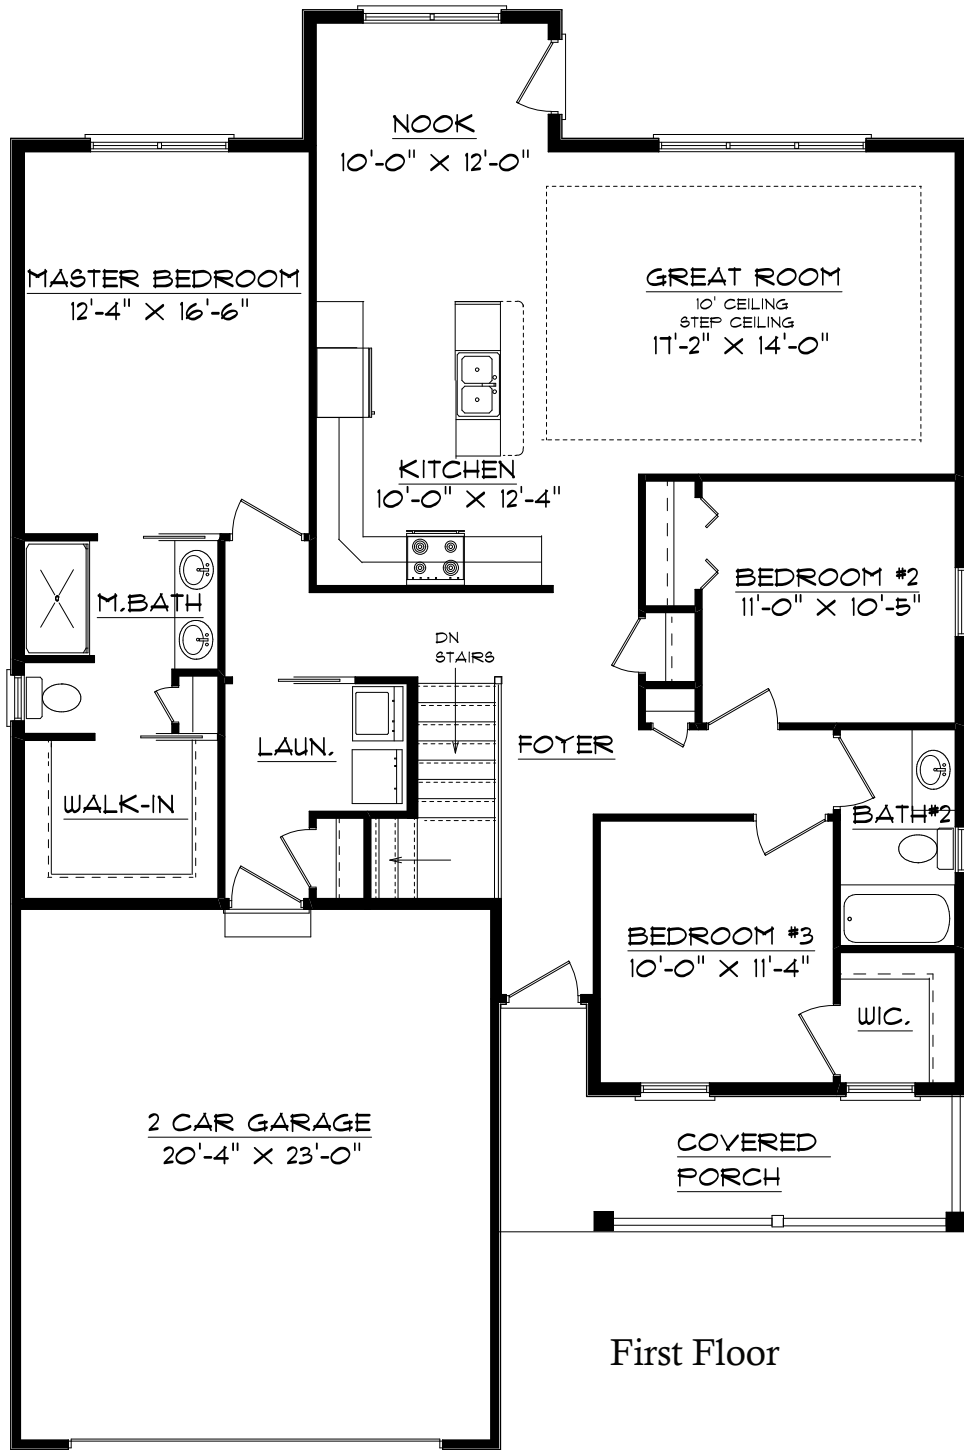 NOOK
10'-0" X 12'-0"
MASTER BEDROOM
12'-4" X 16'-6"
GREAT ROOM
10' CEILING
STEP CEILING
17'-2" X 14'-0"
KITCHEN
10'-0" X 12'-4"
BEDROOM #2
11'-0" X 10'-5"
M.BATH
DN
STAIRS
LAUN.
FOYER
WALK-IN
BATH#2
BEDROOM #3
10'-0" X 11'-4"
WIC.
2 CAR GARAGE
20'-4" X 23'-0"
COVERED
PORCH
First Floor